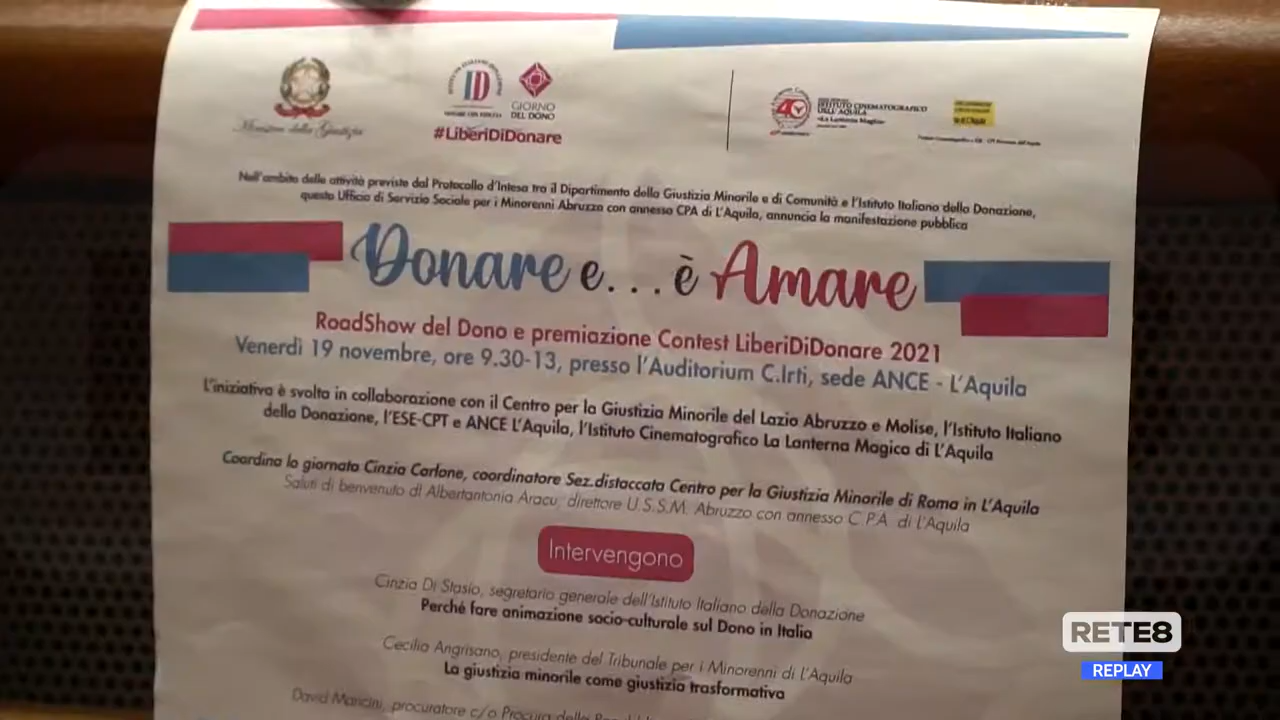 Ministero della Giustizia
ID
GIORNO
DEL DONO
#LiberiDiDonare
40
ISTITUTO CINEMATOGRAFICO
DELL'AQUILA
«La Lanterna Magica»
Nell'ambito delle attività previste dal Protocollo d'Intesa tra il Dipartimento della Giustizia Minorile e di Comunità e l'Istituto Italiano della Donazione,
questo Ufficio di Servizio Sociale per i Minorenni Abruzzo con annesso CPA di L'Aquila, annuncia la manifestazione pubblica
Donare e...è Amare
RoadShow del Dono e premiazione Contest LiberiDiDonare 2021
Venerdì 19 novembre, ore 9.30-13, presso l'Auditorium C.Irti, sede ANCE - L'Aquila
L'iniziativa è svolta in collaborazione con il Centro per la Giustizia Minorile del Lazio Abruzzo e Molise, l'Istituto Italiano
della Donazione, l'ESE-CPT e ANCE L'Aquila, l'Istituto Cinematografico La Lanterna Magica di L'Aquila
Coordina la giornata Cinzia Carlone, coordinatore Sez.distaccata Centro per la Giustizia Minorile di Roma in L'Aquila
Saluti di benvenuto di Albertantonia Aracu, direttore U.S.S.M. Abruzzo con annesso C.P.A. di L'Aquila
Intervengono
Cinzia Di Stasio, segretario generale dell'Istituto Italiano della Donazione
Perché fare animazione socio-culturale sul Dono in Italia
Cecilia Angrisano, presidente del Tribunale per i Minorenni di L'Aquila
La giustizia minorile come giustizia trasformativa
David Mancini, procuratore c/o Procura della
RETE8
REPLAY